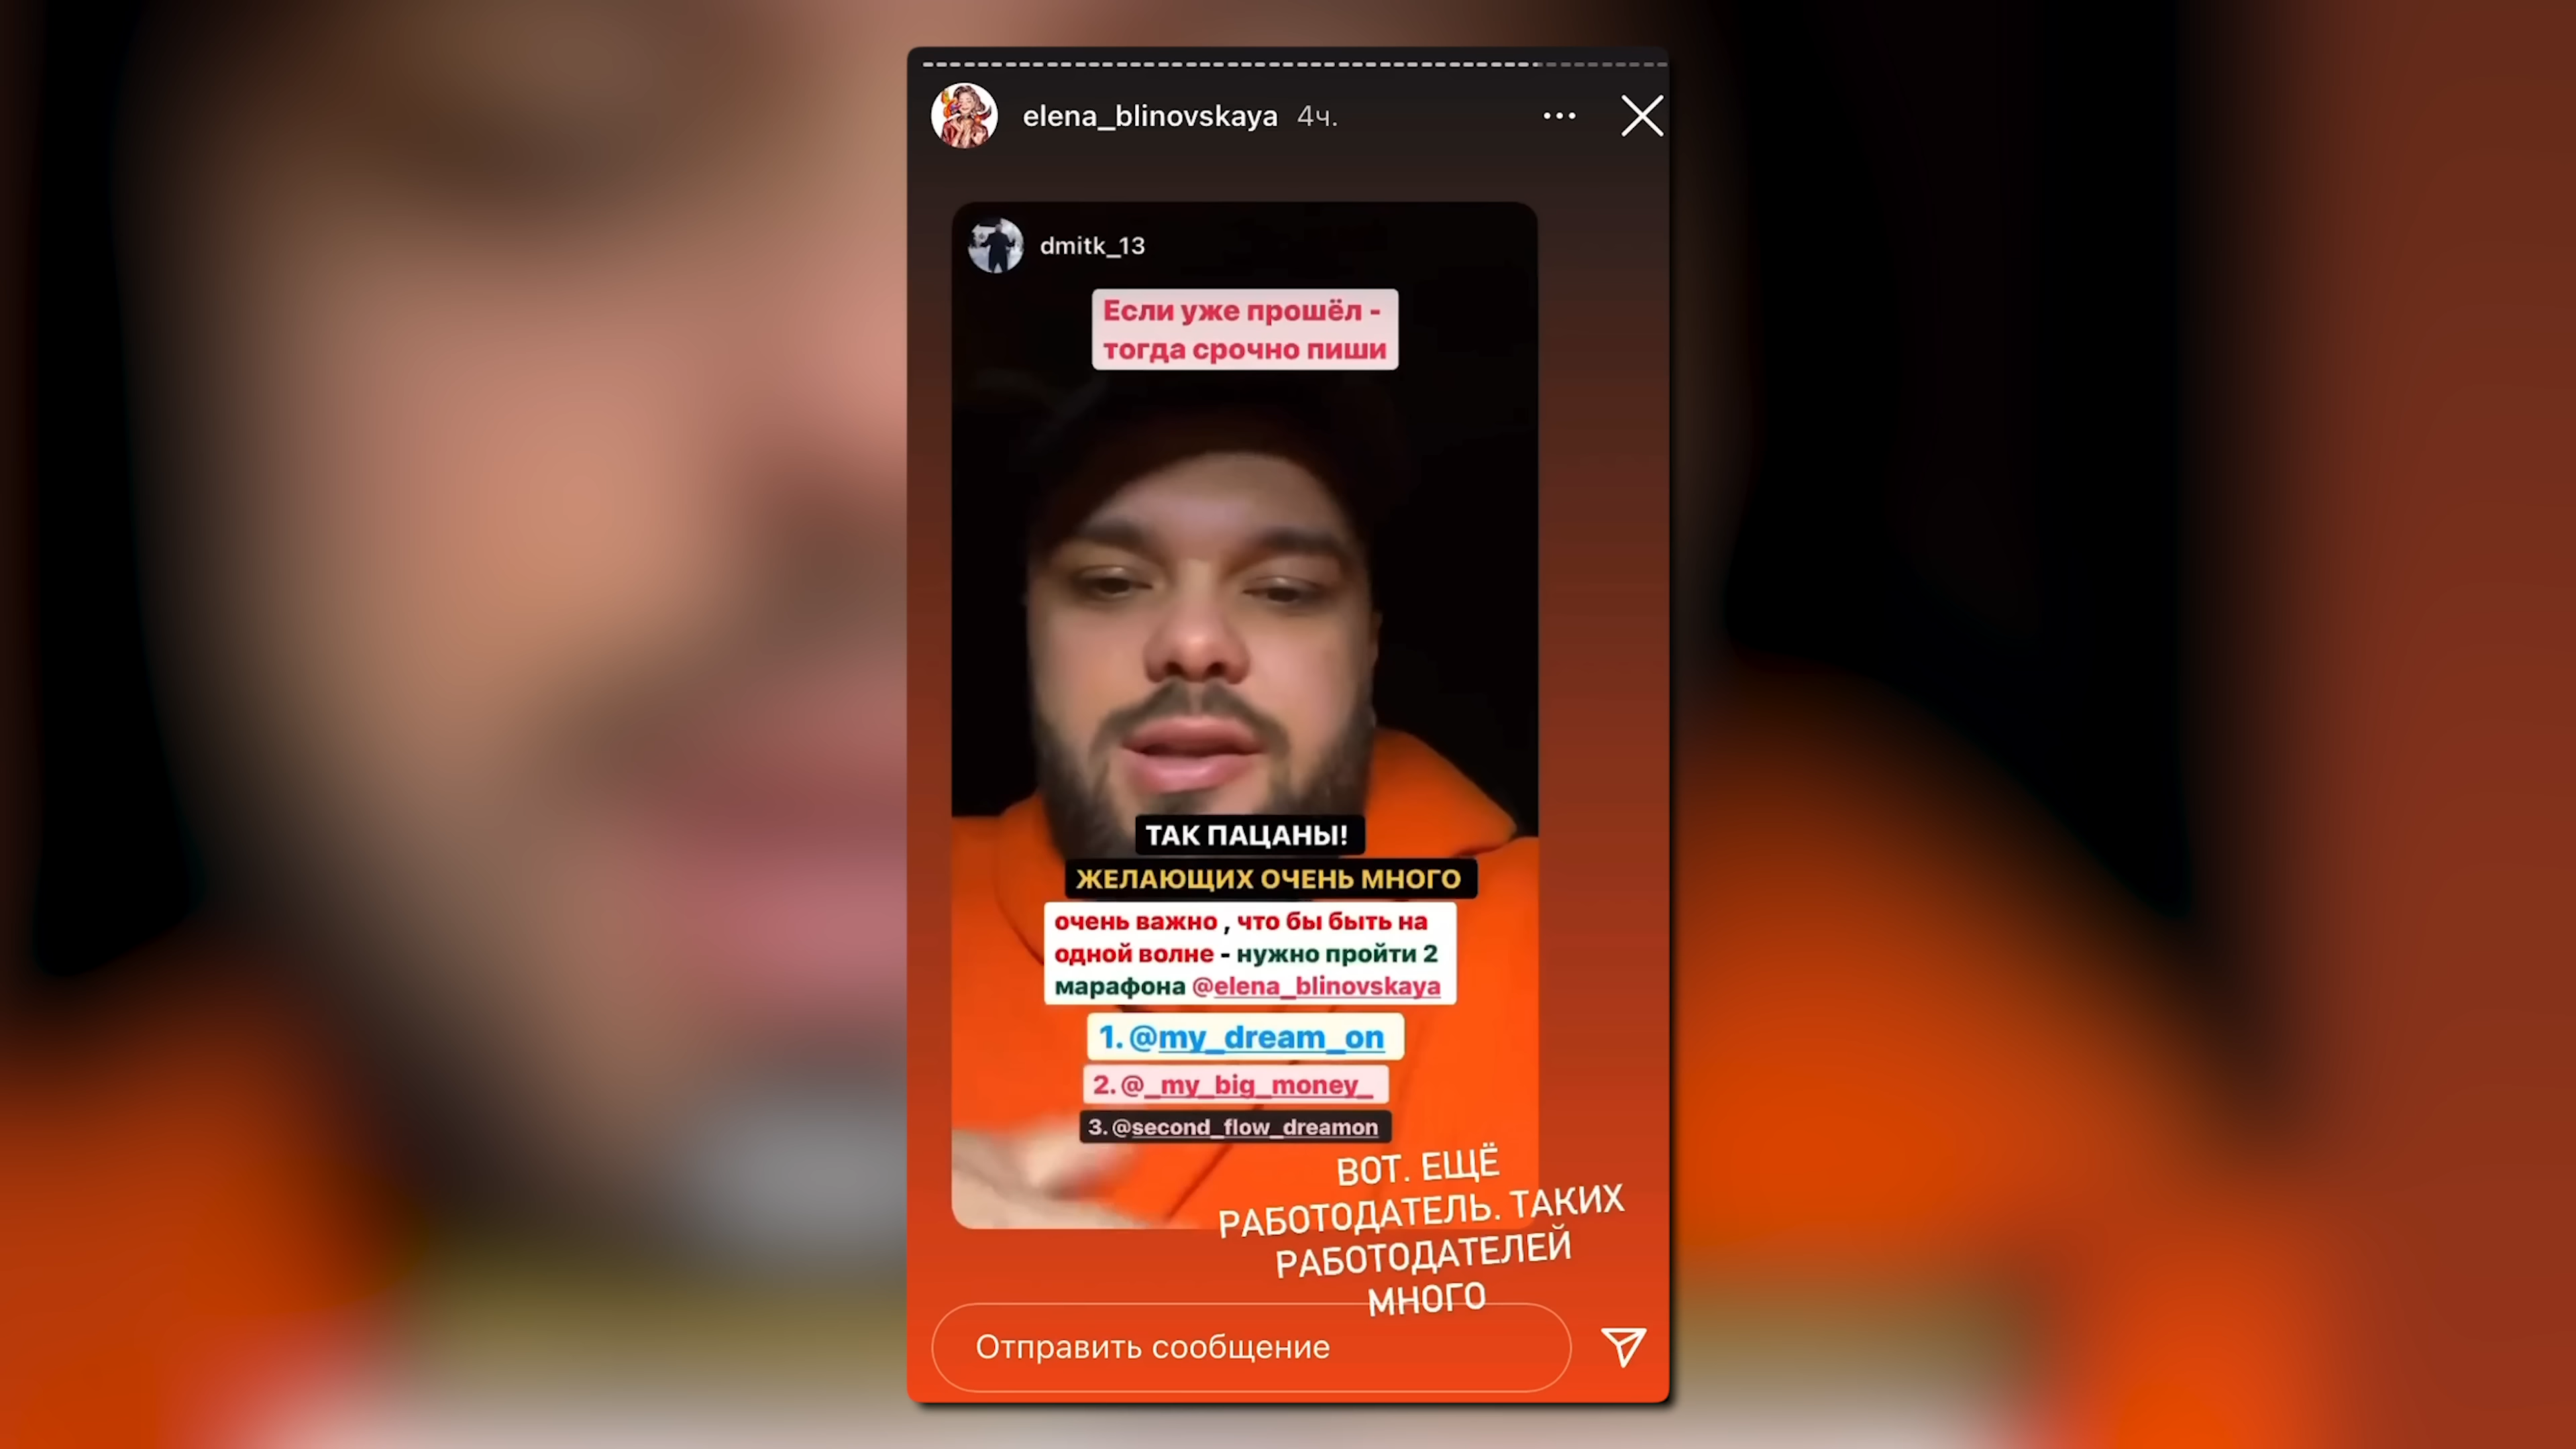 elena_blinovskaya 4ч.
dmitk_13
Если уже прошёл -
тогда срочно пиши
ТАК ПАЦАНЫ!
ЖЕЛАЮЩИХ ОЧЕНЬ МНОГО
очень важно , что бы быть на
одной волне - нужно пройти 2
марафона @elena_blinovskaya
1. @my_dream_on
2. @_my_big_money_
3. @second_flow_dreamon
ВОТ. ЕЩЁ
РАБОТОДАТЕЛЬ. ТАКИХ
РАБОТОДАТЕЛЕЙ
МНОГО
Отправить сообщение